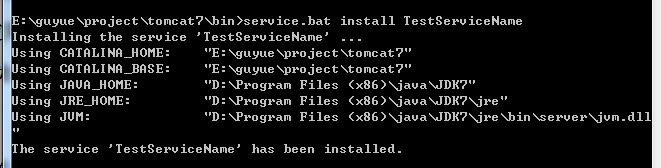 E:\guyue\project\tomcat7\bin>service.bat install TestServiceName
Installing the service 'TestServiceName' ...
Using CATALINA_HOME:    "E:\guyue\project\tomcat7"
Using CATALINA_BASE:    "E:\guyue\project\tomcat7"
Using JAVA_HOME:        "D:\Program Files (x86)\java\JDK7"
Using JRE_HOME:         "D:\Program Files (x86)\java\JDK7\jre"
Using JVM:              "D:\Program Files (x86)\java\JDK7\jre\bin\server\jvm.dll
"
The service 'TestServiceName' has been installed.